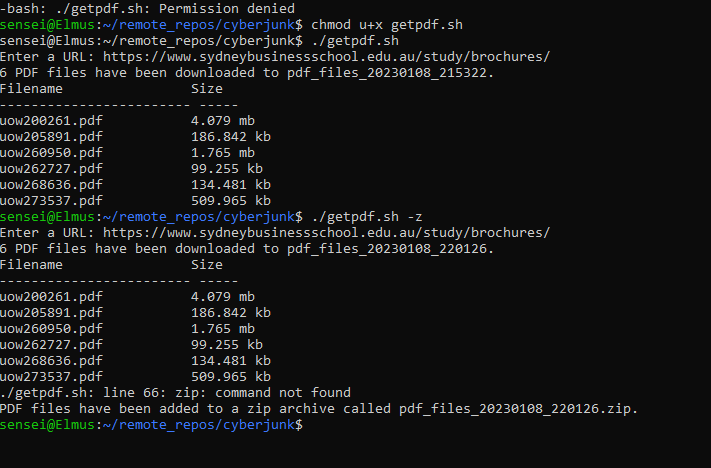 -bash: ./getpdf.sh: Permission denied
sensei@Elmus:~/remote_repos/cyberjunk$ chmod u+x getpdf.sh
sensei@Elmus:~/remote_repos/cyberjunk$ ./getpdf.sh
Enter a URL: https://www.sydneybusinessschool.edu.au/study/brochures/
6 PDF files have been downloaded to pdf_files_20230108_215322.
Filename                Size
------------------------ -----
uow200261.pdf           4.079 mb
uow205891.pdf           186.842 kb
uow260950.pdf           1.765 mb
uow262727.pdf           99.255 kb
uow268636.pdf           134.481 kb
uow273537.pdf           509.965 kb
sensei@Elmus:~/remote_repos/cyberjunk$ ./getpdf.sh -z
Enter a URL: https://www.sydneybusinessschool.edu.au/study/brochures/
6 PDF files have been downloaded to pdf_files_20230108_220126.
Filename                Size
------------------------ -----
uow200261.pdf           4.079 mb
uow205891.pdf           186.842 kb
uow260950.pdf           1.765 mb
uow262727.pdf           99.255 kb
uow268636.pdf           134.481 kb
uow273537.pdf           509.965 kb
./getpdf.sh: line 66: zip: command not found
PDF files have been added to a zip archive called pdf_files_20230108_220126.zip.
sensei@Elmus:~/remote_repos/cyberjunk$